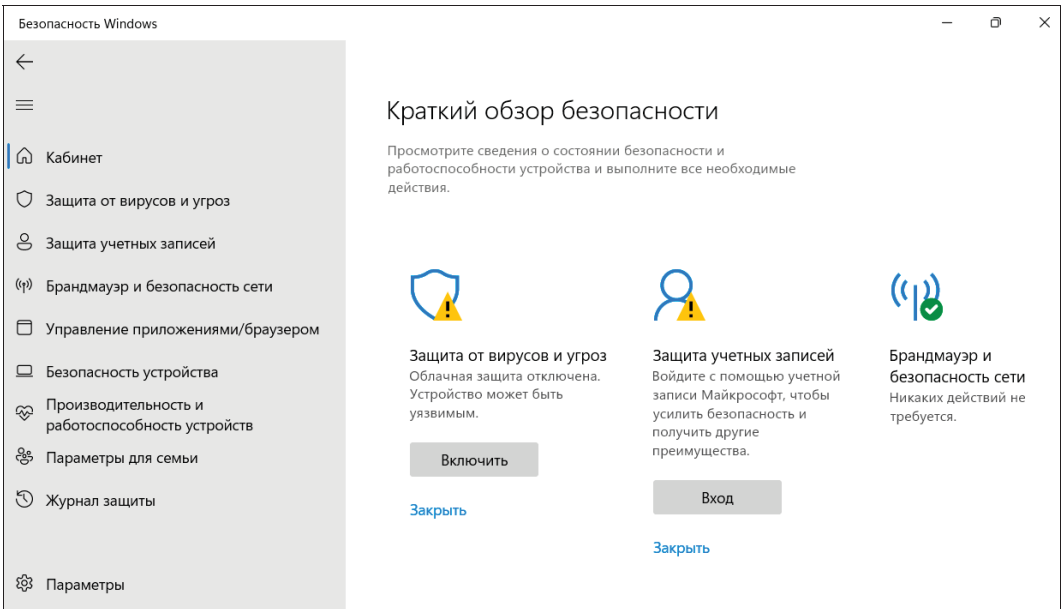 Безопасность Windows
Кабинет
Защита от вирусов и угроз
Защита учетных записей
Брандмауэр и безопасность сети
Управление приложениями/браузером
Безопасность устройства
Производительность и
работоспособность устройств
Параметры для семьи
Журнал защиты
Параметры
Краткий обзор безопасности
Просмотрите сведения о состоянии безопасности и
работоспособности устройства и выполните все необходимые
действия.
Защита от вирусов и угроз
Облачная защита отключена.
Устройство может быть
уязвимым.
Включить
Закрыть
Защита учетных записей
Войдите с помощью учетной
записи Майкрософт, чтобы
усилить безопасность и
получить другие
преимущества.
Вход
Закрыть
Брандмауэр и
безопасность сети
Никаких действий не
требуется.